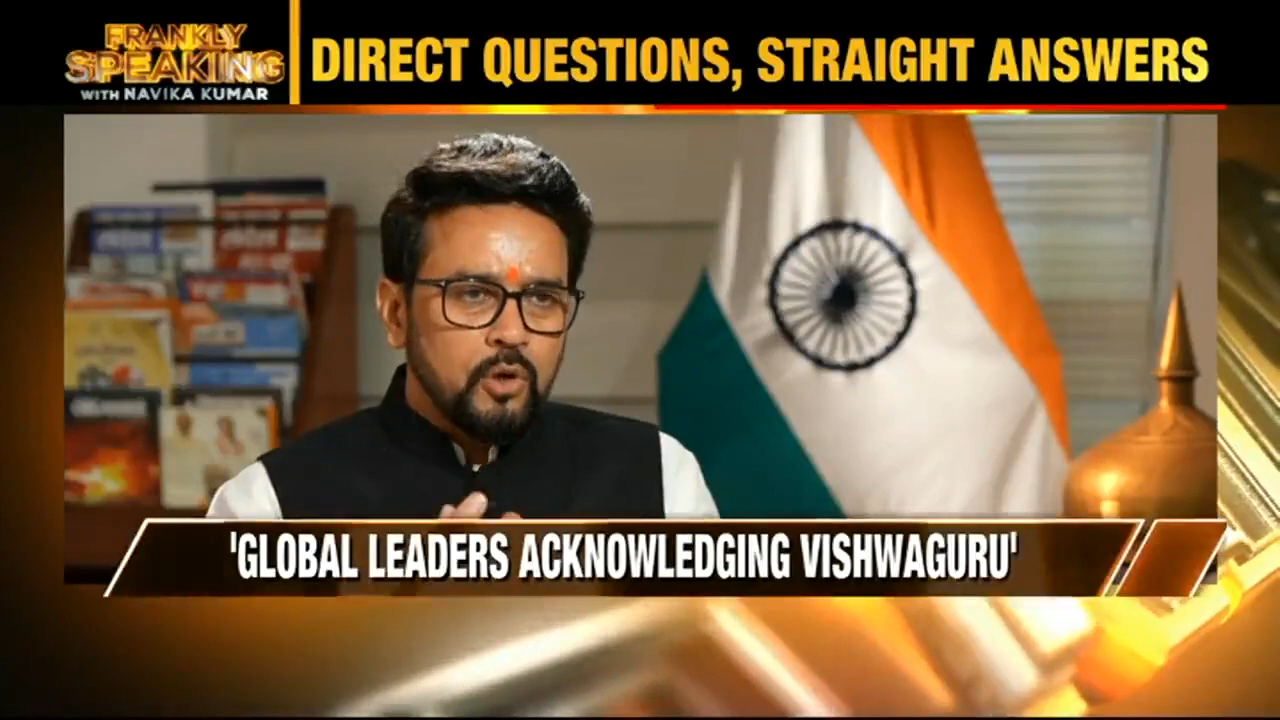 FRANKLY
SPEAKING
WITH NAVIKA KUMAR
DIRECT QUESTIONS, STRAIGHT ANSWERS
'GLOBAL LEADERS ACKNOWLEDGING VISHWAGURU'